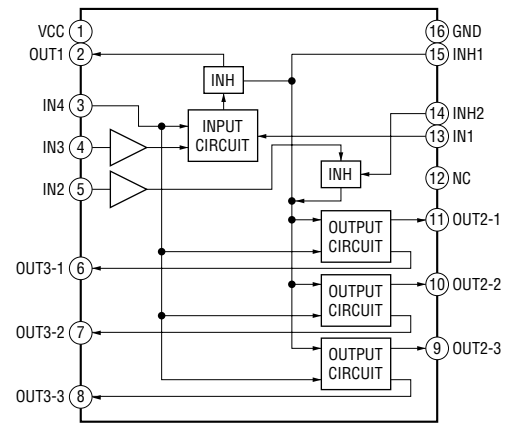 VCC 1
OUT1 2
IN4 3
IN3 4
IN2 5
OUT3-1 6
OUT3-2 7
OUT3-3 8
16 GND
15 INH1
14 INH2
13 IN1
12 NC
11 OUT2-1
10 OUT2-2
9 OUT2-3
INH
INPUT
CIRCUIT
INH
OUTPUT
CIRCUIT
OUTPUT
CIRCUIT
OUTPUT
CIRCUIT